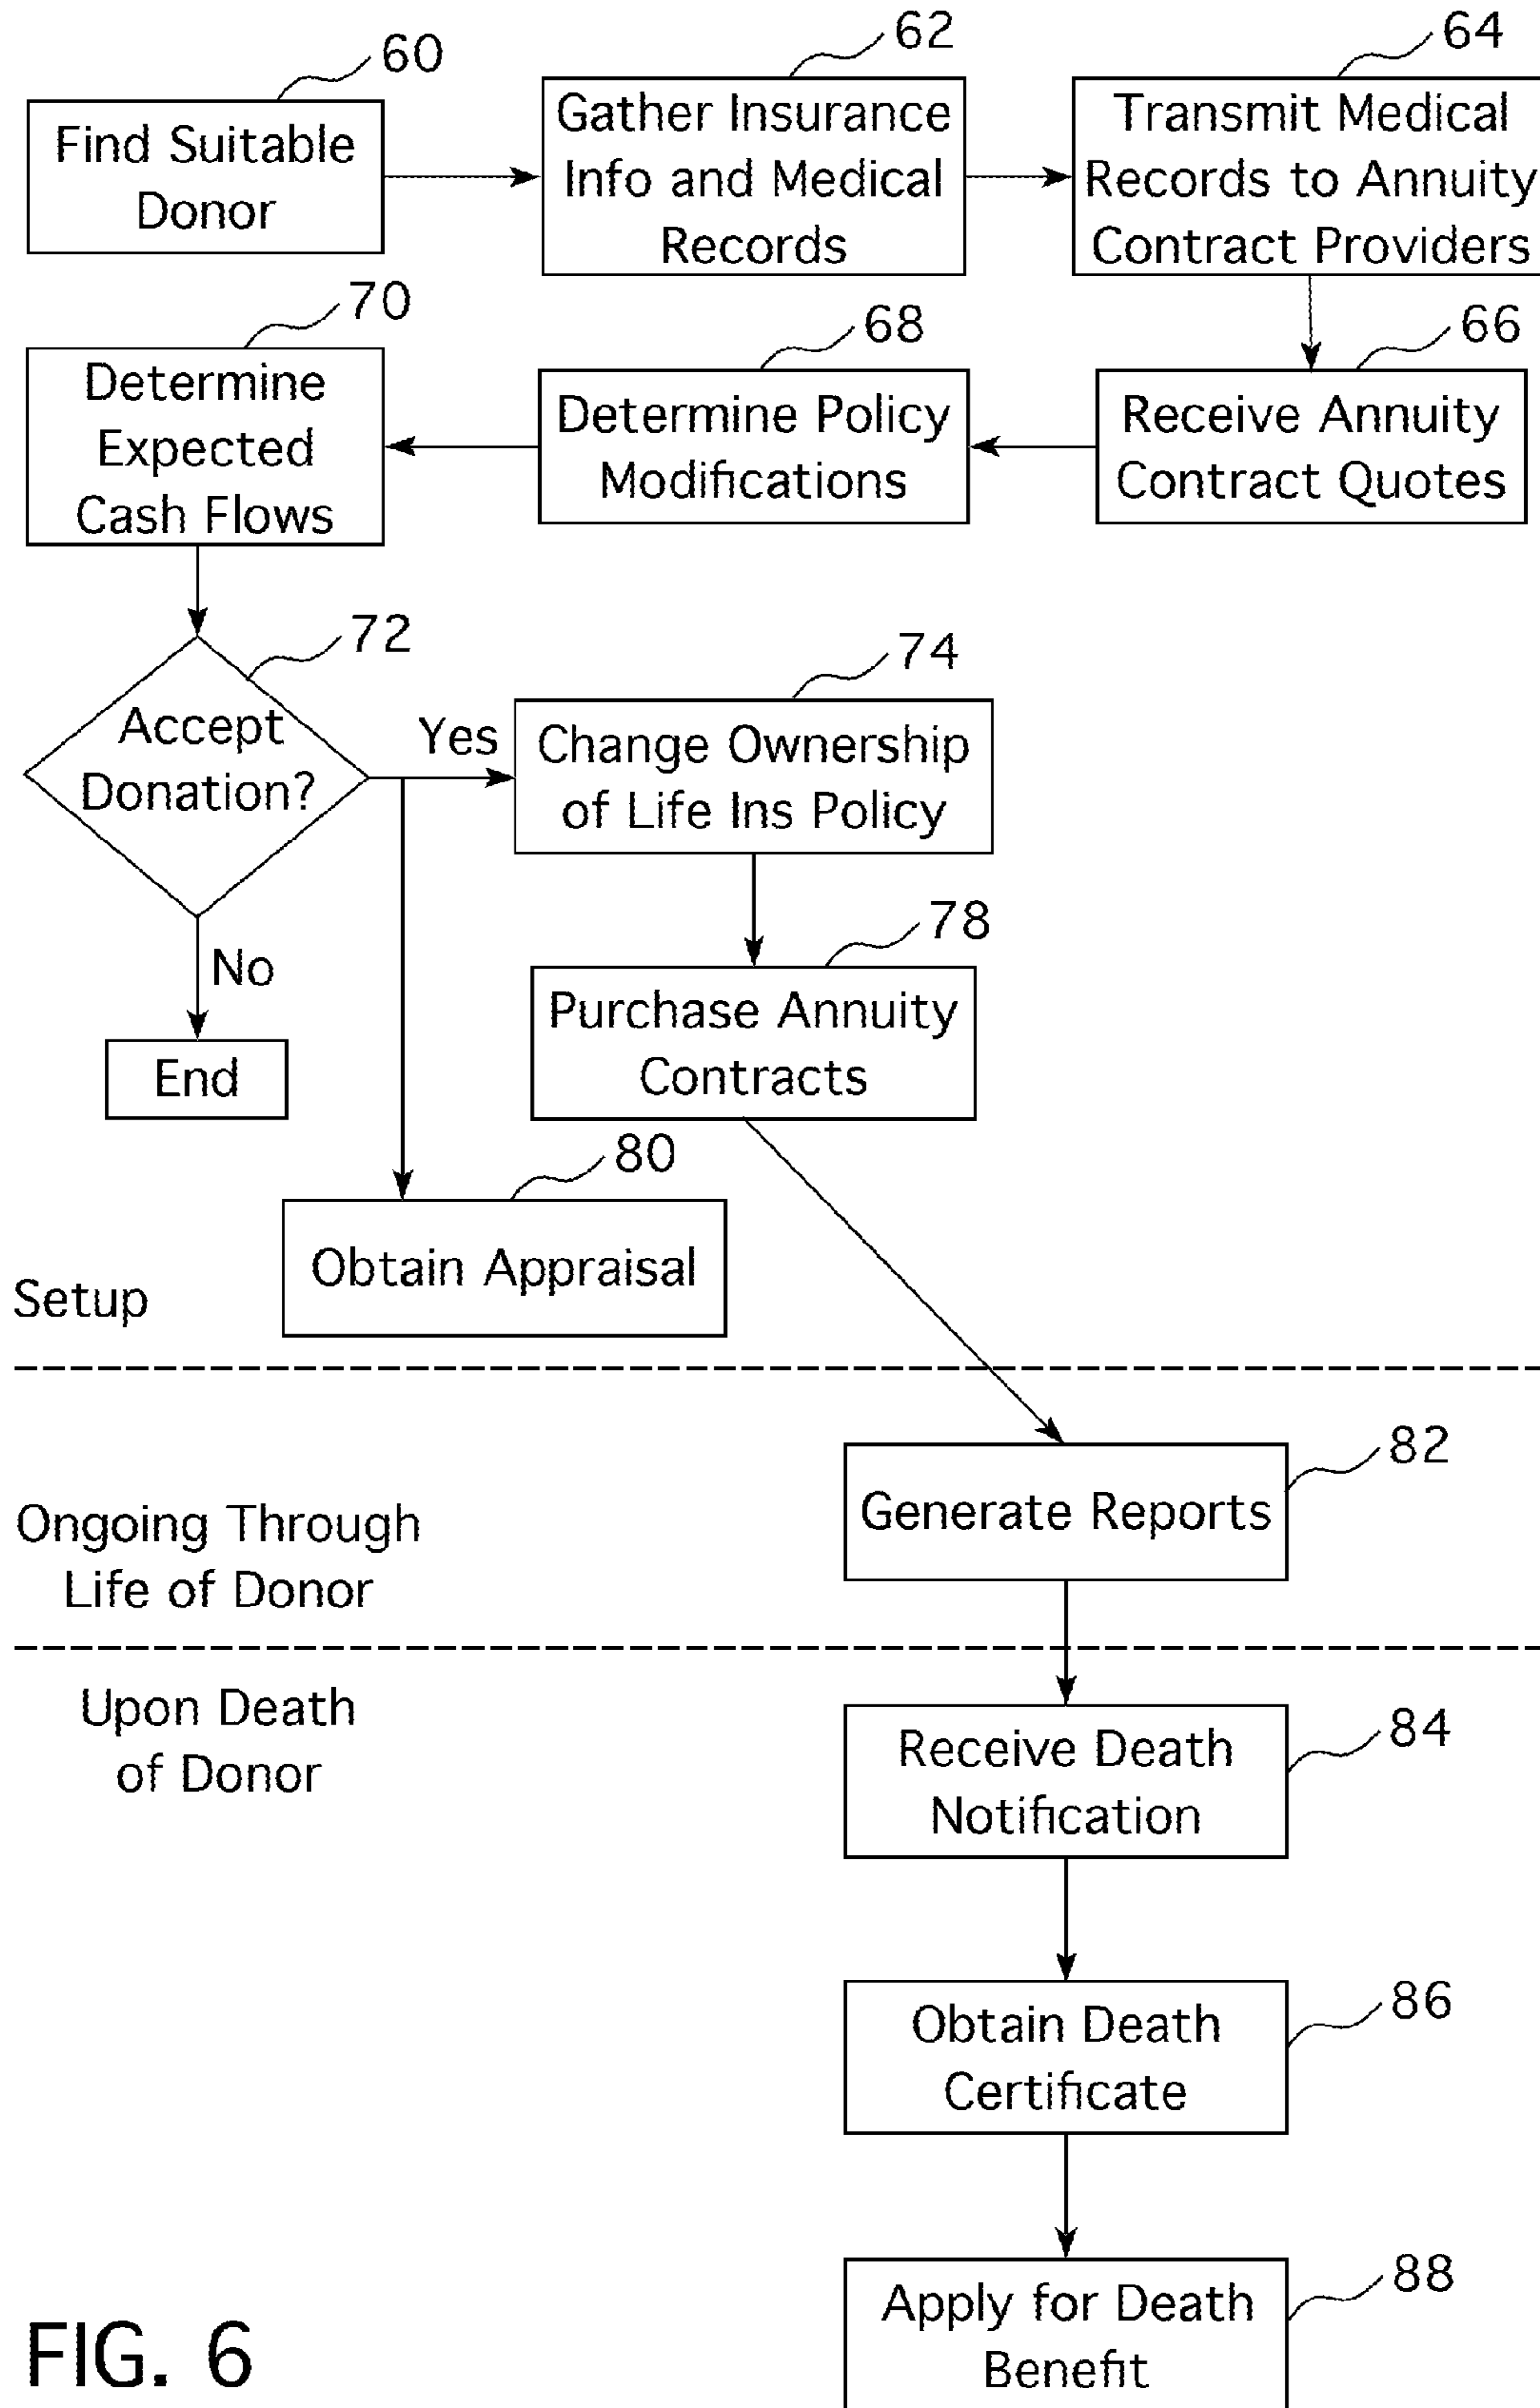 60
Find Suitable
Donor
62
Gather Insurance
Info and Medical
Records
64
Transmit Medical
Records to Annuity
Contract Providers
66
Receive Annuity
Contract Quotes
68
Determine Policy
Modifications
70
Determine
Expected
Cash Flows
72
Accept
Donation?
Yes
No
End
74
Change Ownership
of Life Ins Policy
78
Purchase Annuity
Contracts
80
Obtain Appraisal
Setup
82
Generate Reports
Ongoing Through
Life of Donor
Upon Death
of Donor
84
Receive Death
Notification
86
Obtain Death
Certificate
88
Apply for Death
Benefit
FIG. 6